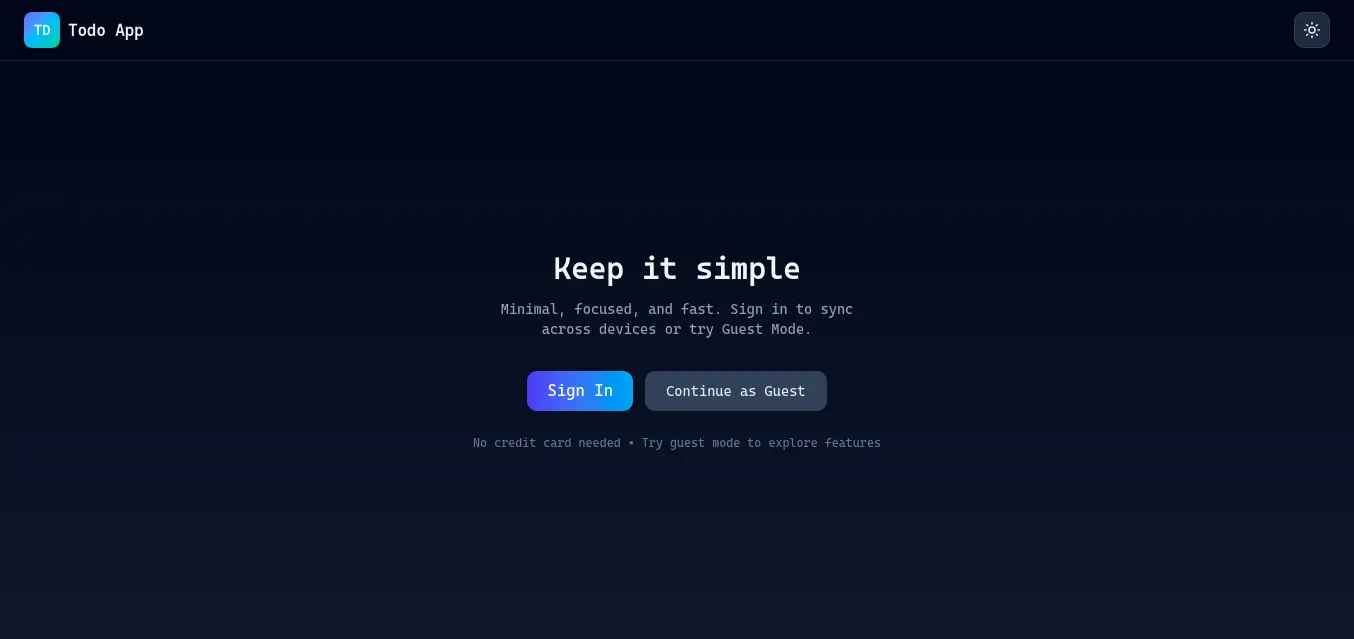 TD Todo App
Keep it simple
Minimal, focused, and fast. Sign in to sync
across devices or try Guest Mode.
Sign In Continue as Guest
No credit card needed • Try guest mode to explore features